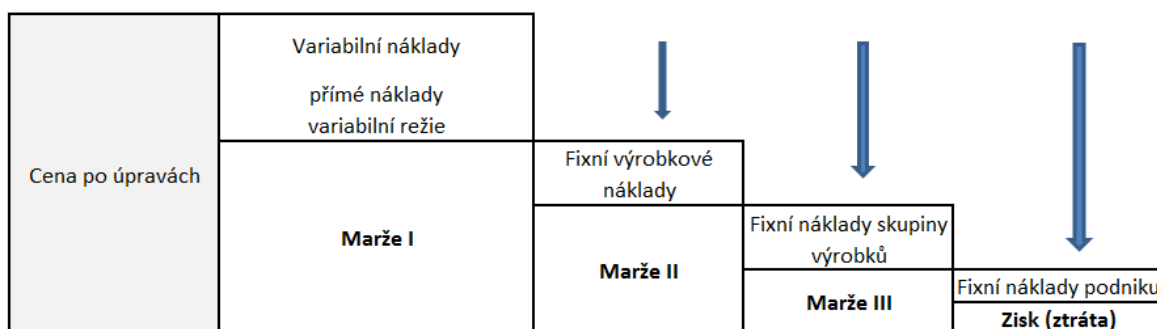 Variabilní náklady
přímé náklady
variabilní režie
Cena po úpravách
Fixní výrobkové
náklady
Marže I
Fixní náklady skupiny
výrobků
Marže II
Fixní náklady podniku
Marže III
Zisk (ztráta)